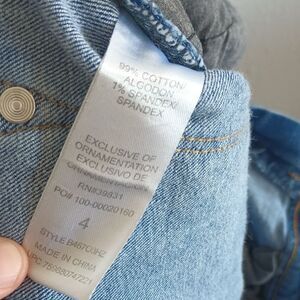 99% COTTON/
ALGODON
1% SPANDEX/
SPANDEX
EXCLUSIVE OF
ORNAMENTATION
EXCLUSIVO DE
RN#39831
PO# 100-00020160
4
MADE IN CHINA